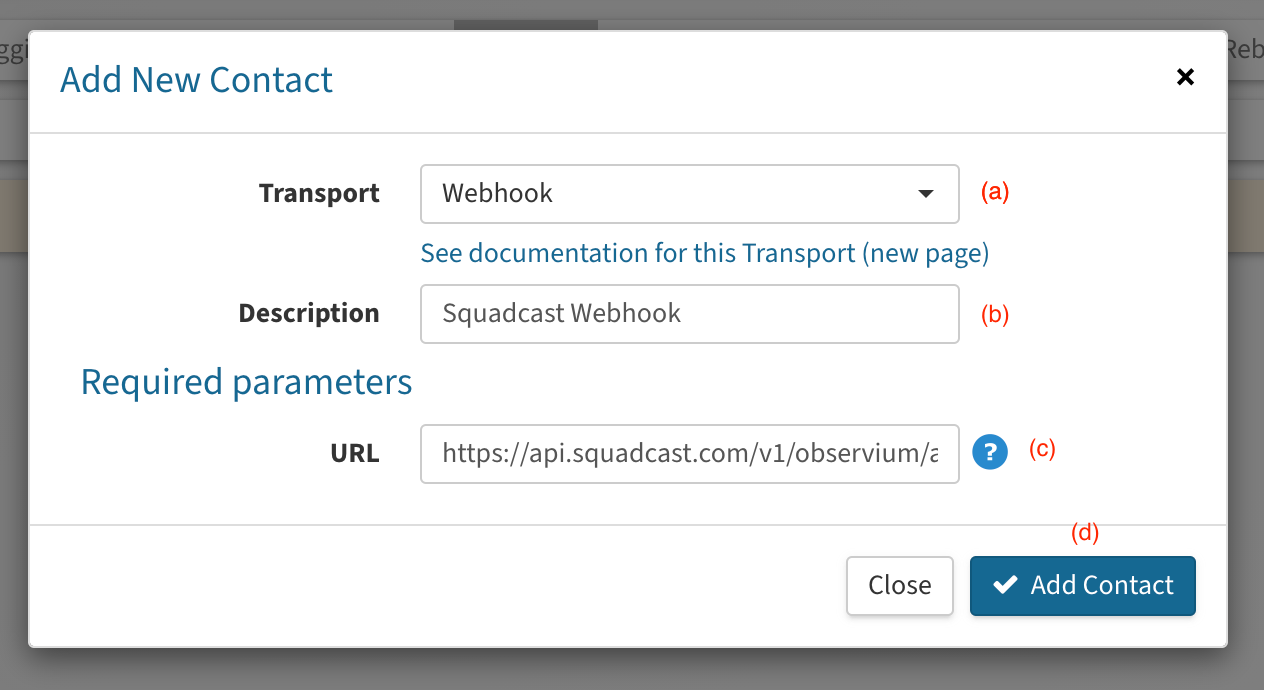 Add New Contact ×
Transport Webhook (a)
See documentation for this Transport (new page)
Description Squadcast Webhook (b)
Required parameters
URL https://api.squadcast.com/v1/observium/a ? (c)
(d)
Close Add Contact